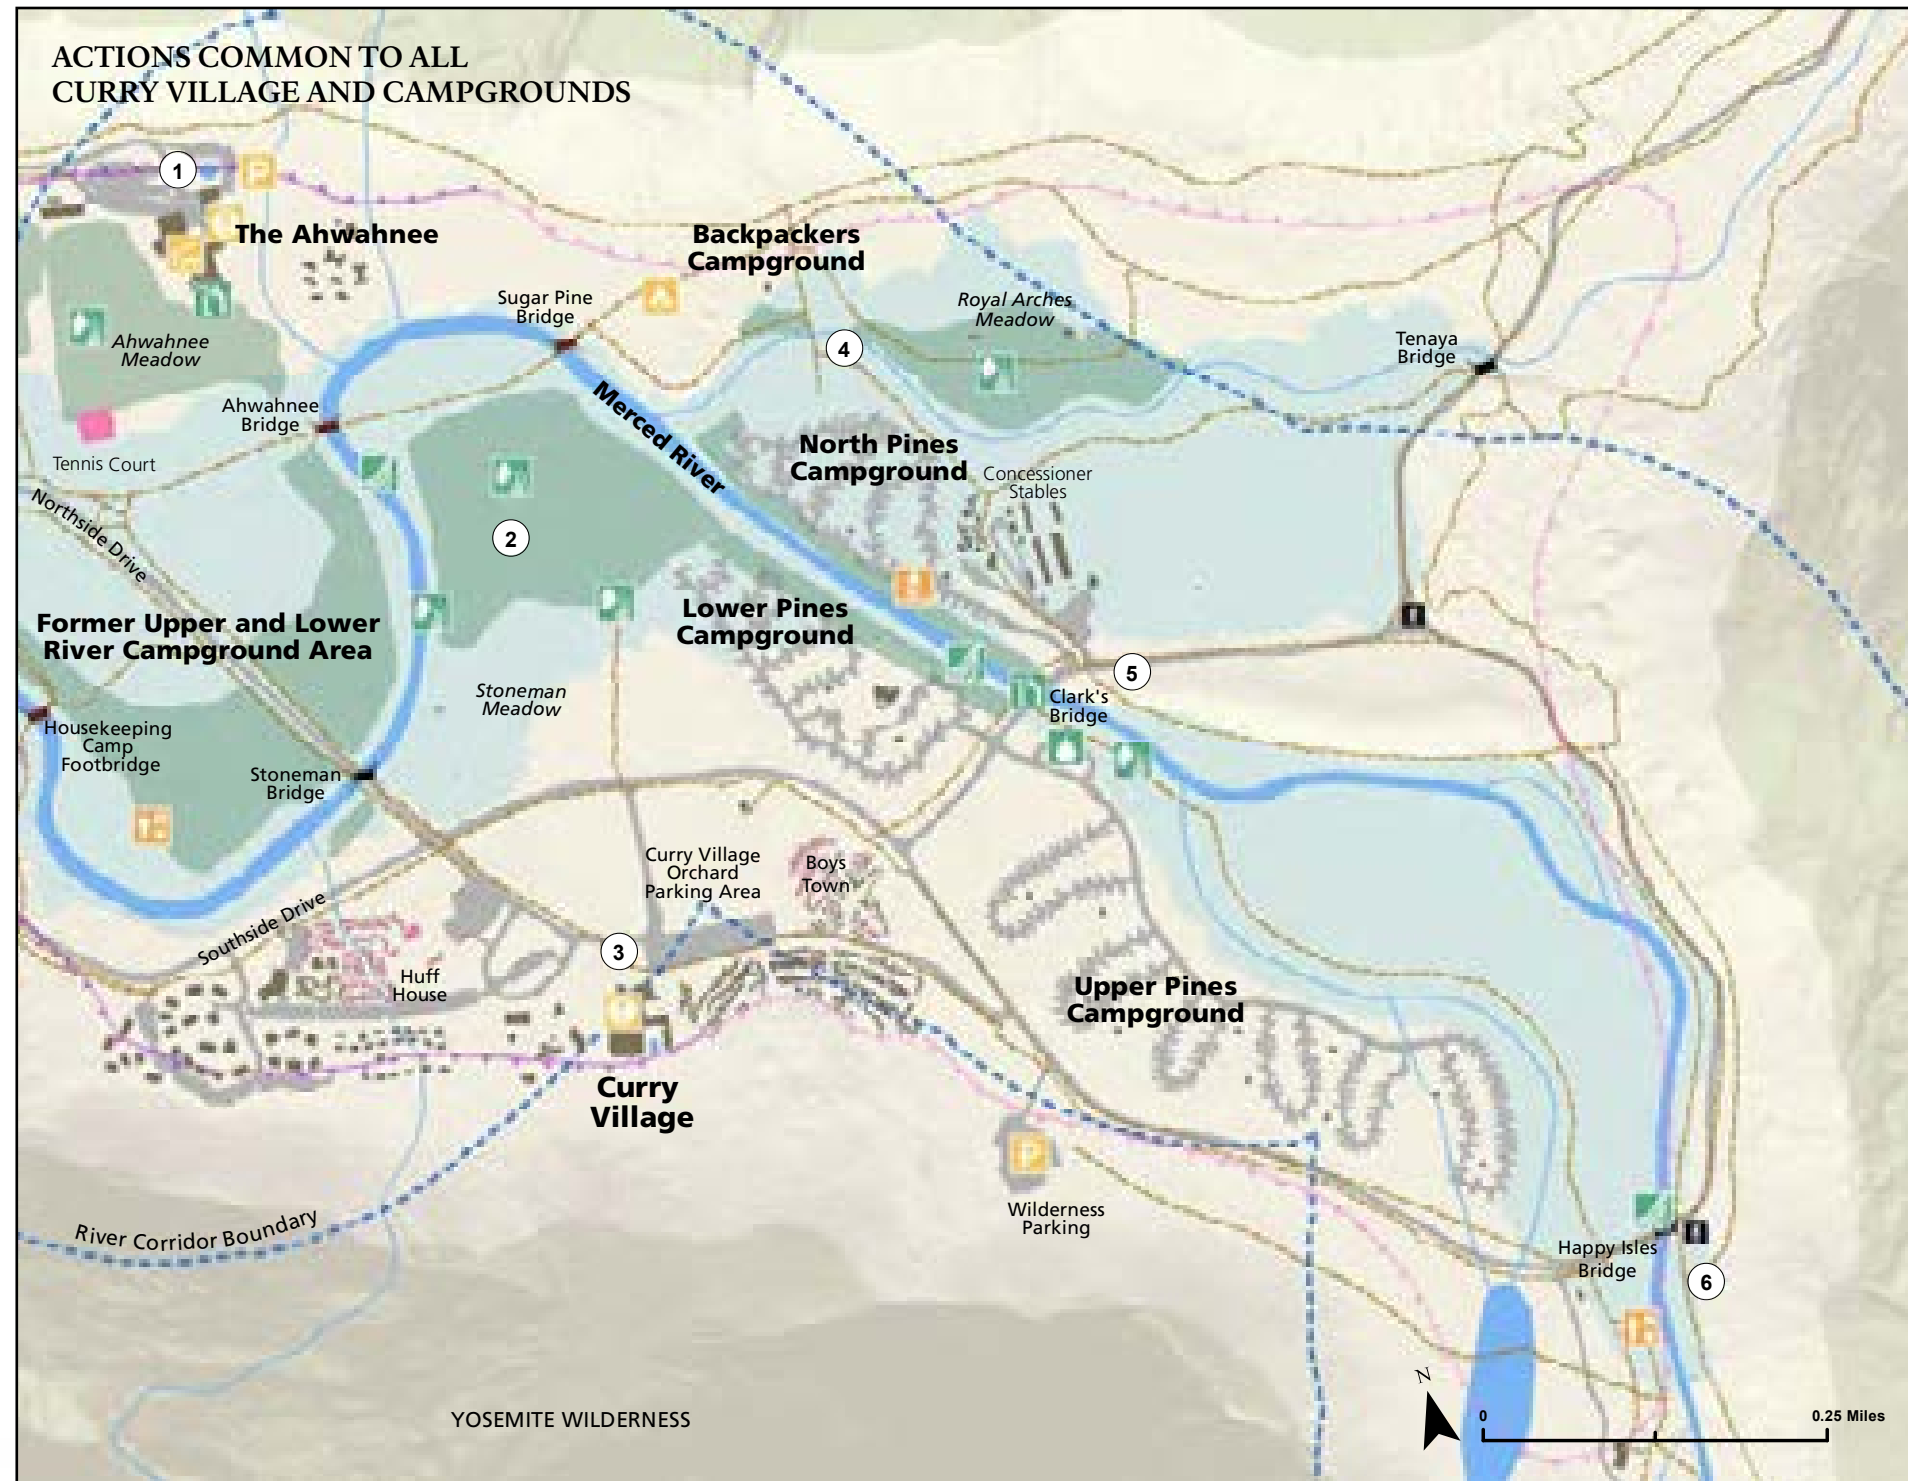 ACTIONS COMMON TO ALL
CURRY VILLAGE AND CAMPGROUNDS
1
P
The Ahwahnee
Backpackers
Campground
Sugar Pine
Bridge
Royal Arches
Meadow
Ahwahnee
Meadow
4
Tenaya
Bridge
Ahwahnee
Bridge
Merced River
North Pines
Campground
Tennis Court
Concessioner
Stables
Northside Drive
2
Former Upper and Lower
River Campground Area
Lower Pines
Campground
5
Stoneman
Meadow
Clark's
Bridge
Housekeeping
Camp
Footbridge
Stoneman
Bridge
Curry Village
Orchard
Parking Area
Boys
Town
Southside Drive
3
Huff
House
Upper Pines
Campground
Curry
Village
P
Wilderness
Parking
River Corridor Boundary
Happy Isles
Bridge
6
N
0
0.25 Miles
YOSEMITE WILDERNESS